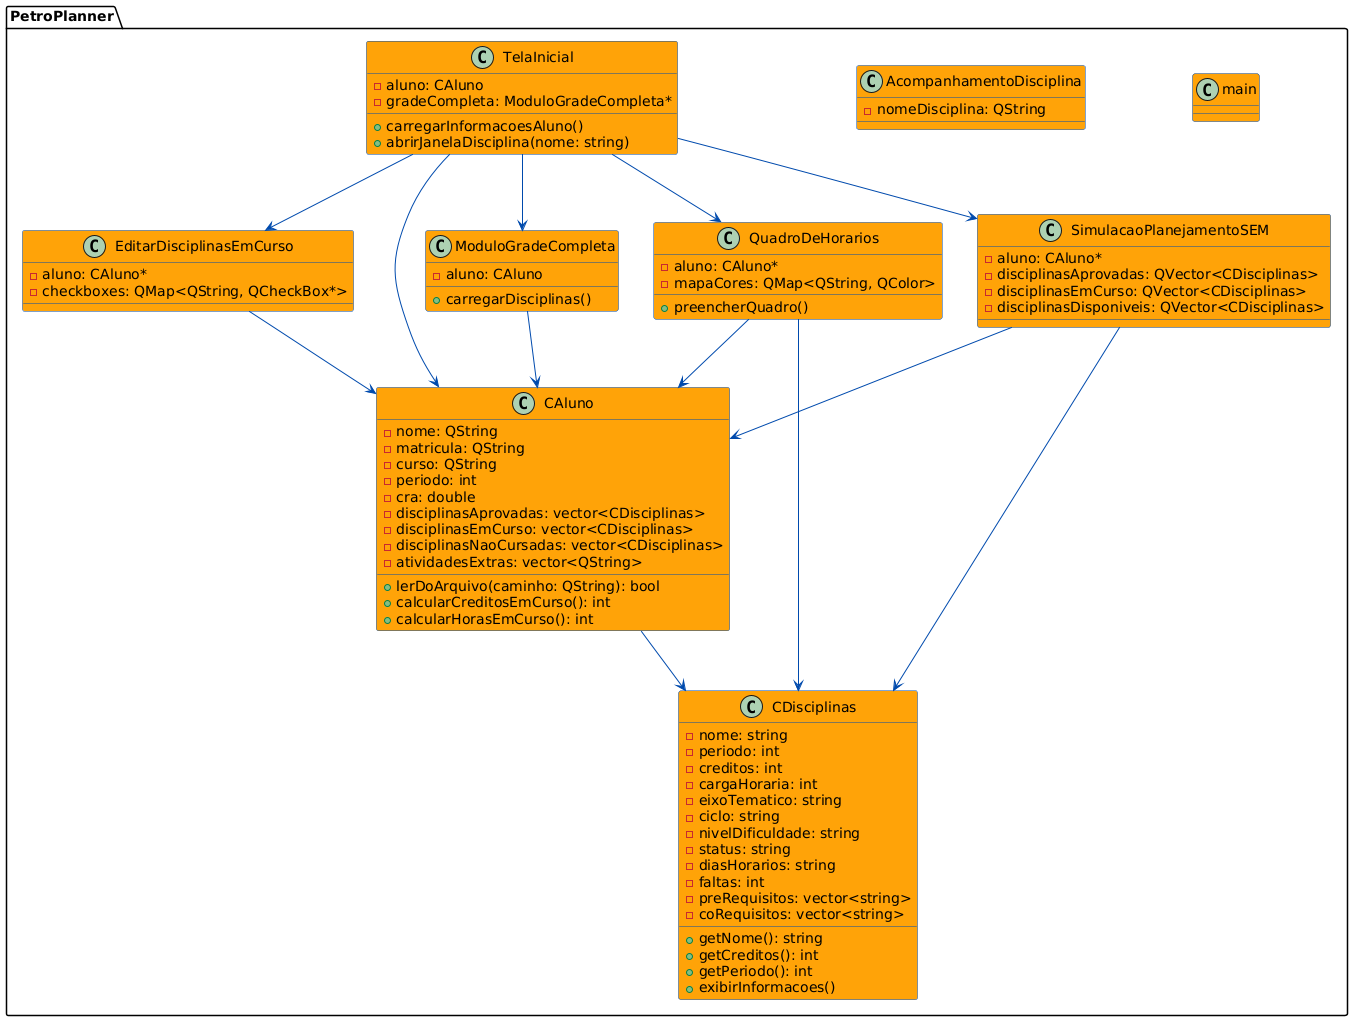 PetroPlanner
C TelaInicial
aluno: CAluno
gradeCompleta: ModuloGradeCompleta*
carregarInformacoesAluno()
abrirJanelaDisciplina(nome: string)
C AcompanhamentoDisciplina
nomeDisciplina: QString
C main
C EditarDisciplinasEmCurso
aluno: CAluno*
checkboxes: QMap<QString, QCheckBox*>
C ModuloGradeCompleta
aluno: CAluno
carregarDisciplinas()
C QuadroDeHorarios
aluno: CAluno*
mapaCores: QMap<QString, QColor>
preencherQuadro()
C SimulacaoPlanejamentoSEM
aluno: CAluno*
disciplinasAprovadas: QVector<CDisciplinas>
disciplinasEmCurso: QVector<CDisciplinas>
disciplinasDisponiveis: QVector<CDisciplinas>
C CAluno
nome: QString
matricula: QString
curso: QString
periodo: int
cra: double
disciplinasAprovadas: vector<CDisciplinas>
disciplinasEmCurso: vector<CDisciplinas>
disciplinasNaoCursadas: vector<CDisciplinas>
atividadesExtras: vector<QString>
lerDoArquivo(caminho: QString): bool
calcularCreditosEmCurso(): int
calcularHorasEmCurso(): int
C CDisciplinas
nome: string
periodo: int
creditos: int
cargaHoraria: int
eixoTematico: string
ciclo: string
nivelDificuldade: string
status: string
diasHorarios: string
faltas: int
preRequisitos: vector<string>
coRequisitos: vector<string>
getNome(): string
getCreditos(): int
getPeriodo(): int
exibirInformacoes()